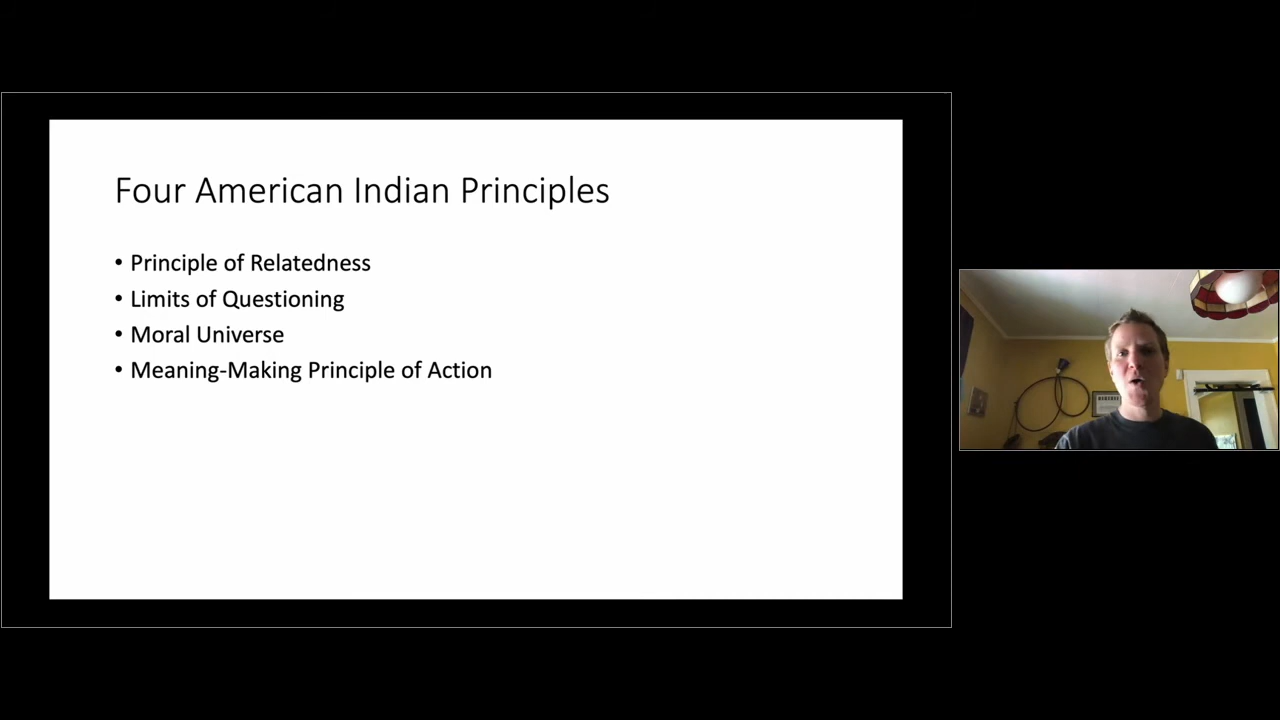 Four American Indian Principles
• Principle of Relatedness
• Limits of Questioning
• Moral Universe
• Meaning-Making Principle of Action